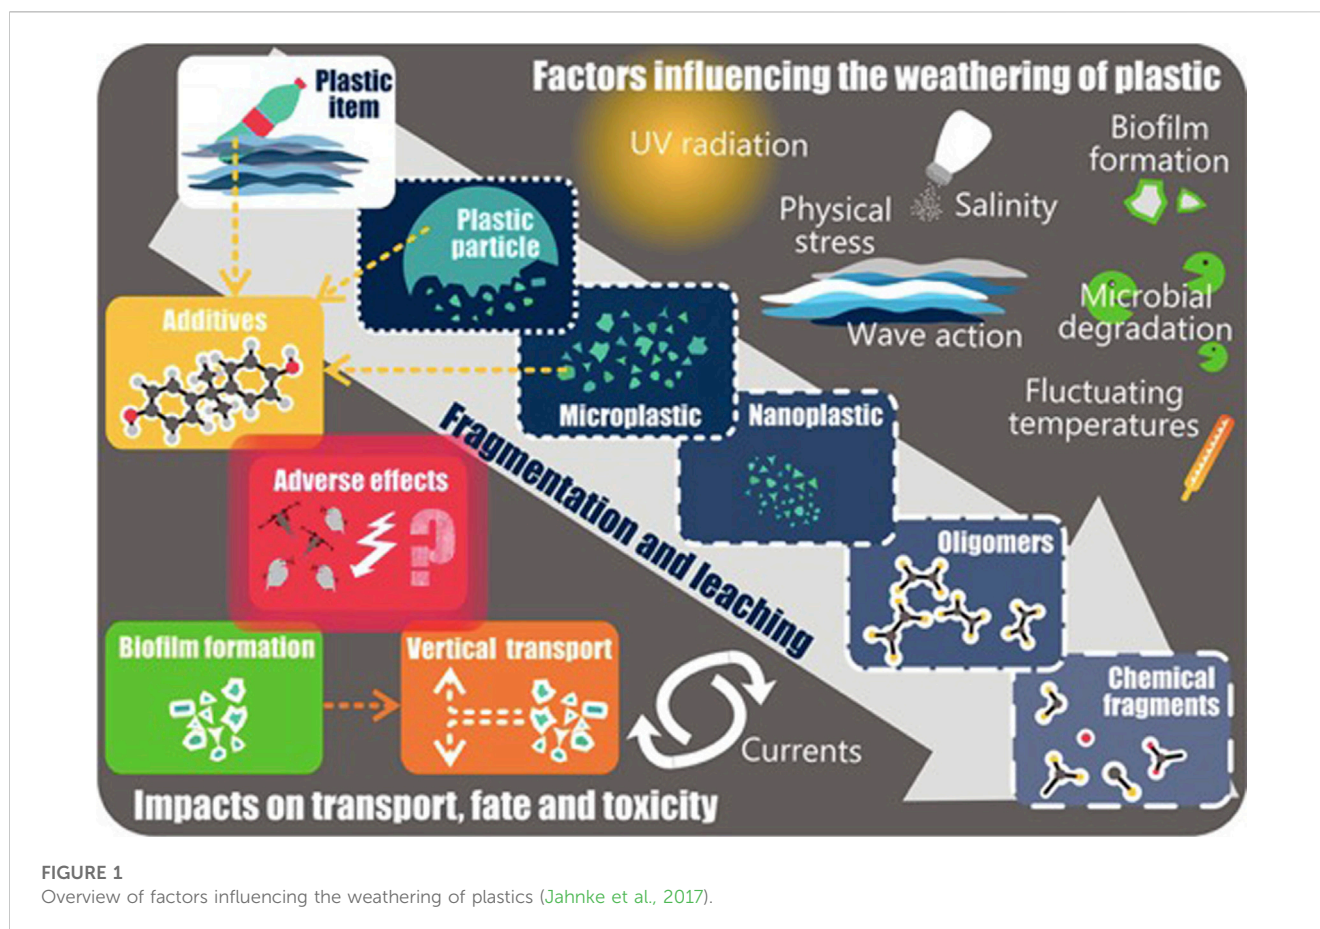 Factors influencing the weathering of plastic
Plastic
item
UV radiation
Biofilm
formation
Physical
stress
Salinity
Plastic
particle
Microbial
degradation
Wave action
Additives
Fluctuating
temperatures
Microplastic
Nanoplastic
Fragmentation and leaching
Adverse effects
?
Oligomers
Biofilm formation
Vertical transport
Chemical
fragments
Currents
Impacts on transport, fate and toxicity
FIGURE 1
Overview of factors influencing the weathering of plastics (Jahnke et al., 2017).